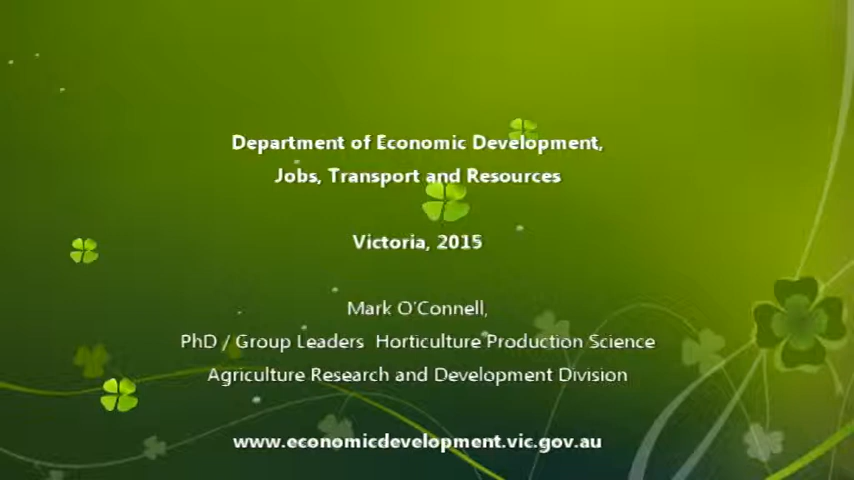 Department of Economic Development,
Jobs, Transport and Resources
Victoria, 2015
Mark O'Connell,
PhD / Group Leaders Horticulture Production Science
Agriculture Research and Development Division
www.economicdevelopment.vic.gov.au